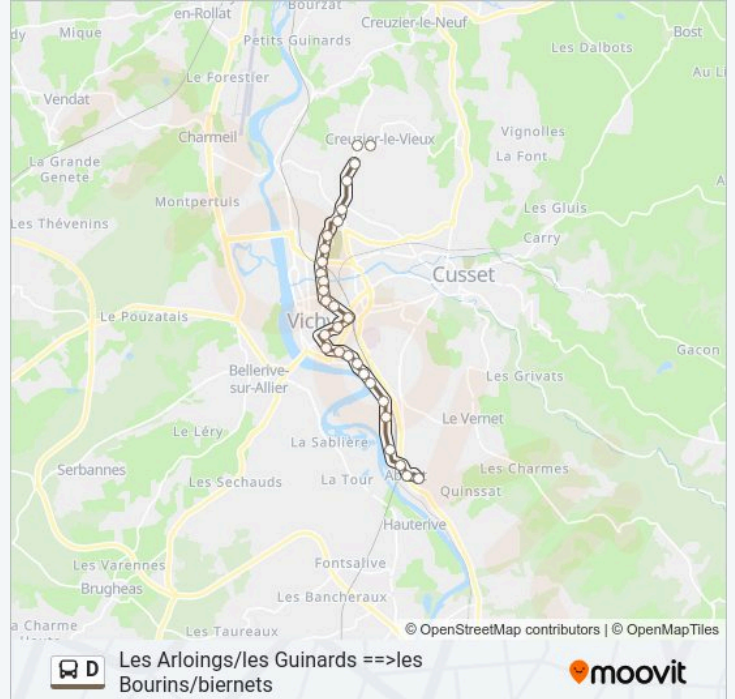 Bourzat
en-Rollat
Creuzier-le-Neuf
Mique
Petits Guinards
Bost
Les Dalbots
Le Forestier
Vendat
Charmeil
Creuzier-le-Vieux
Vignolles
La Font
La Grande
Genete
Montpertuis
Les Gluis
Les Thévenins
Carry
Cusset
Le Pouzatais
Vichy
Gacon
Bellerive-
sur-Allier
Les Grivats
Le Vernet
Le Léry
La Sablière
Serbannes
Les Charmes
Les Sechauds
La Tour
Quinssat
Hauterive
Fontsalive
Les Varennes
Brugheas
Les Bancheraux
a Charme
Les Taureaux
© OpenStreetMap contributors | © OpenMapTiles
D
Les Arloings/les Guinards ==>les
Bourins/biernets
moovit